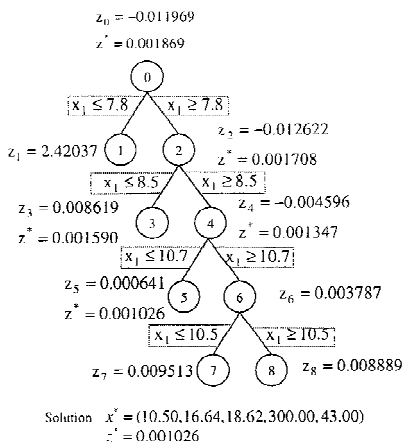 z₀ = −0.011969
z* = 0.001869
0
x₁ ≤ 7.8 x₁ ≥ 7.8
z₁ = 2.42037 1 2 z₂ = −0.012622
z* = 0.001708
x₁ ≤ 8.5 x₁ ≥ 8.5
z₃ = 0.008619 3 4 z₄ = −0.004596
z* = 0.001590 z* = 0.001347
x₁ ≤ 10.7 x₁ ≥ 10.7
z₅ = 0.000641 5 6 z₆ = 0.003787
z* = 0.001026
x₁ ≤ 10.5 x₁ ≥ 10.5
z₇ = 0.009513 7 8 z₈ = 0.008889
Solution x* = (10.50, 16.64, 18.62, 300.00, 43.00)
z* = 0.001026